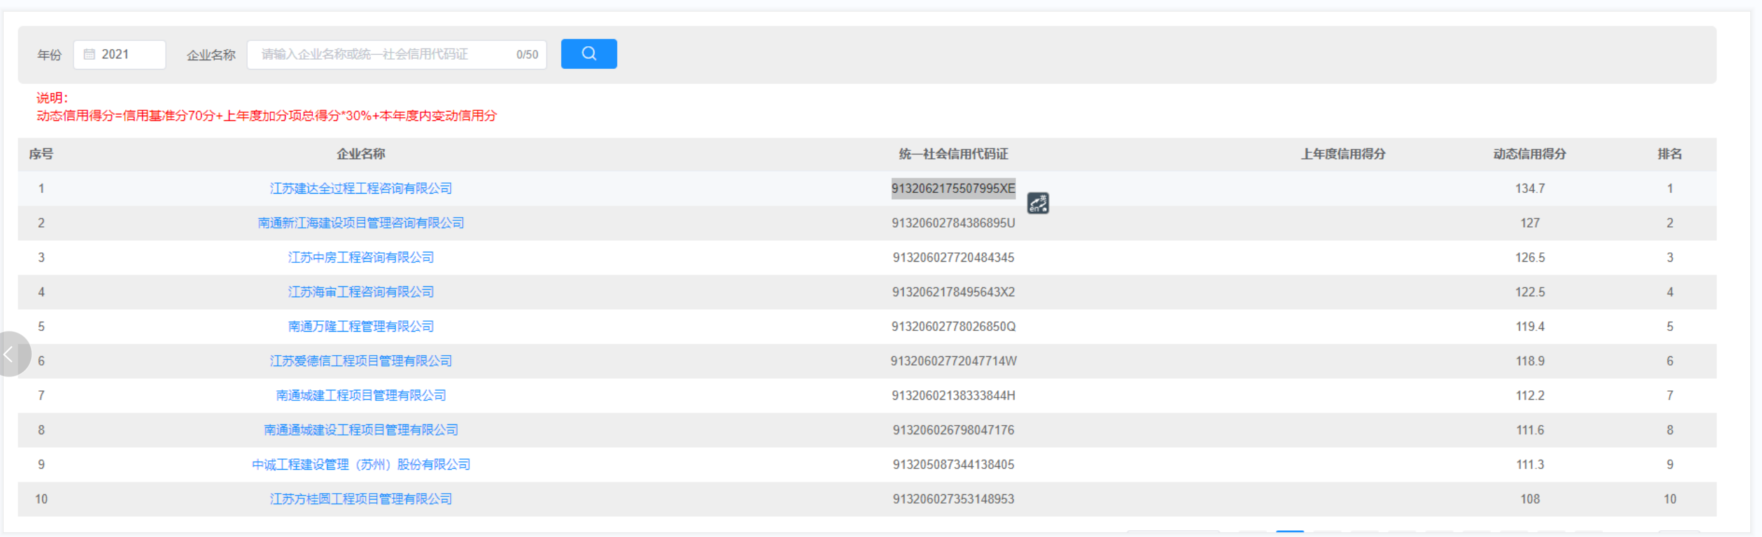 年份 2021 企业名称 请输入企业名称或统一社会信用代码证 0/50
说明：
动态信用得分=信用基准分70分+上年度加分项总得分*30%+本年度内变动信用分
序号 企业名称 统一社会信用代码证 上年度信用得分 动态信用得分 排名
1 江苏建达全过程工程咨询有限公司 9132062175507995XE 134.7 1
2 南通新江海建设项目管理咨询有限公司 91320602784386895U 127 2
3 江苏中房工程咨询有限公司 913206027720484345 126.5 3
4 江苏海审工程咨询有限公司 9132062178495643X2 122.5 4
5 南通万隆工程管理有限公司 91320602778026850Q 119.4 5
6 江苏爱德信工程项目管理有限公司 91320602772047714W 118.9 6
7 南通城建工程项目管理有限公司 91320602138333844H 112.2 7
8 南通通城建设工程项目管理有限公司 913206026798047176 111.6 8
9 中诚工程建设管理（苏州）股份有限公司 913205087344138405 111.3 9
10 江苏方桂圆工程项目管理有限公司 913206027353148953 108 10